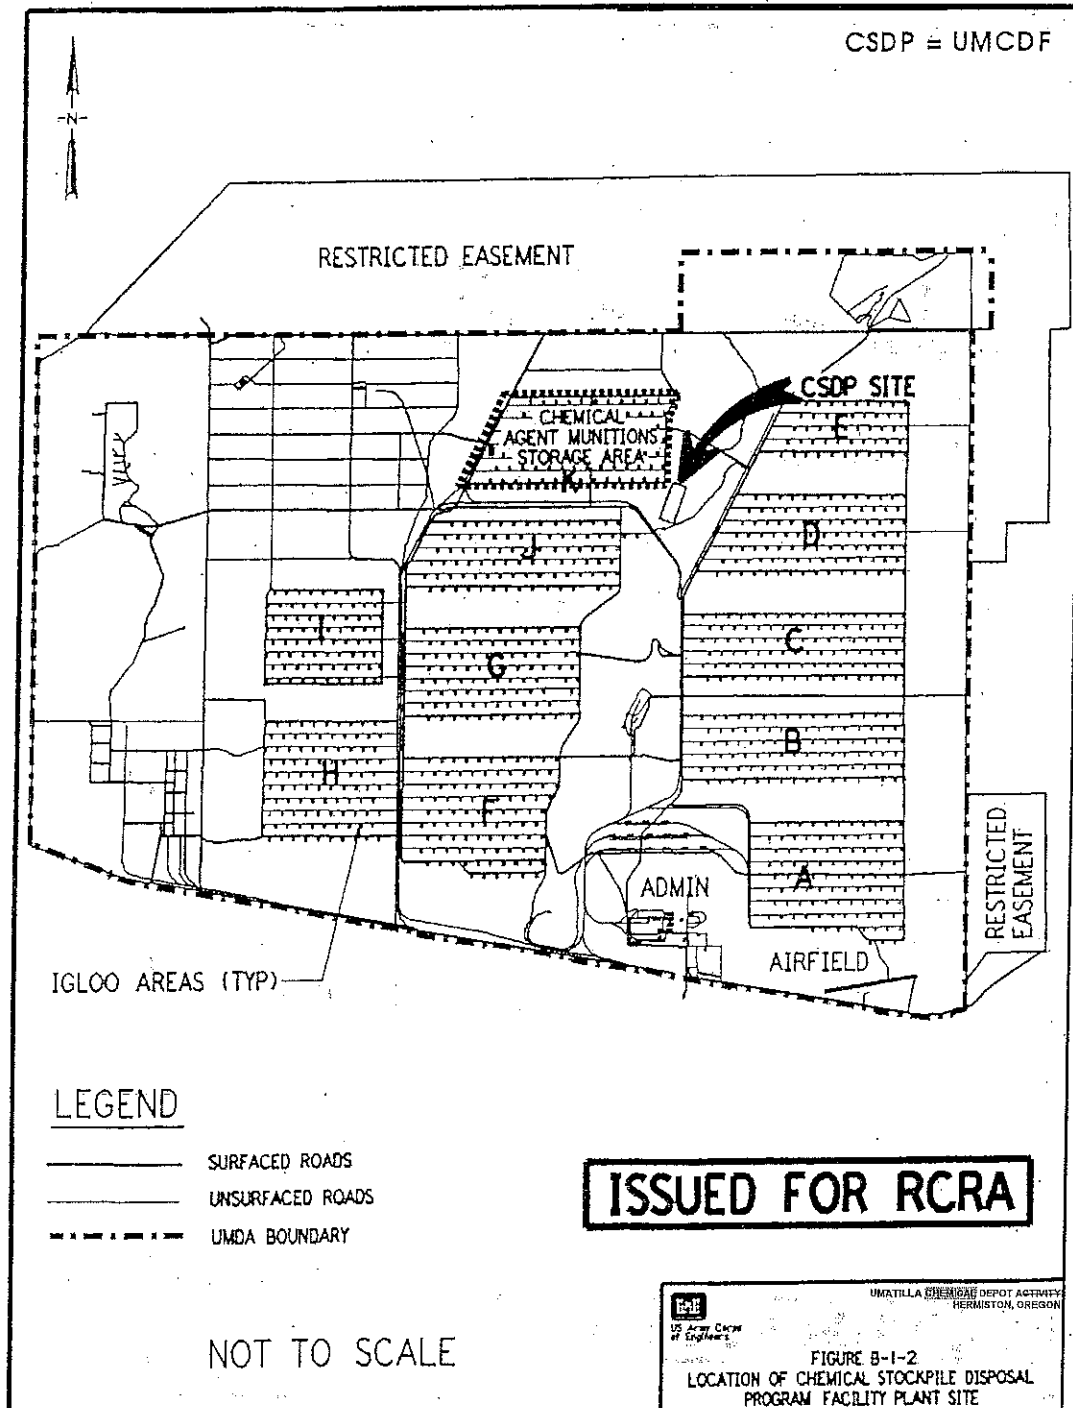 CSDP = UMCDF
-N-
RESTRICTED EASEMENT
CSDP SITE
CHEMICAL
AGENT MUNITIONS
STORAGE AREA
K
E
D
J
I
G
C
B
H
F
A
ADMIN
RESTRICTED
EASEMENT
AIRFIELD
IGLOO AREAS (TYP)
LEGEND
SURFACED ROADS
UNSURFACED ROADS
UMDA BOUNDARY
ISSUED FOR RCRA
NOT TO SCALE
UMATILLA CHEMICAL DEPOT ACTIVITY
HERMISTON, OREGON
US Army Corps
of Engineers
FIGURE B-1-2
LOCATION OF CHEMICAL STOCKPILE DISPOSAL
PROGRAM FACILITY PLANT SITE